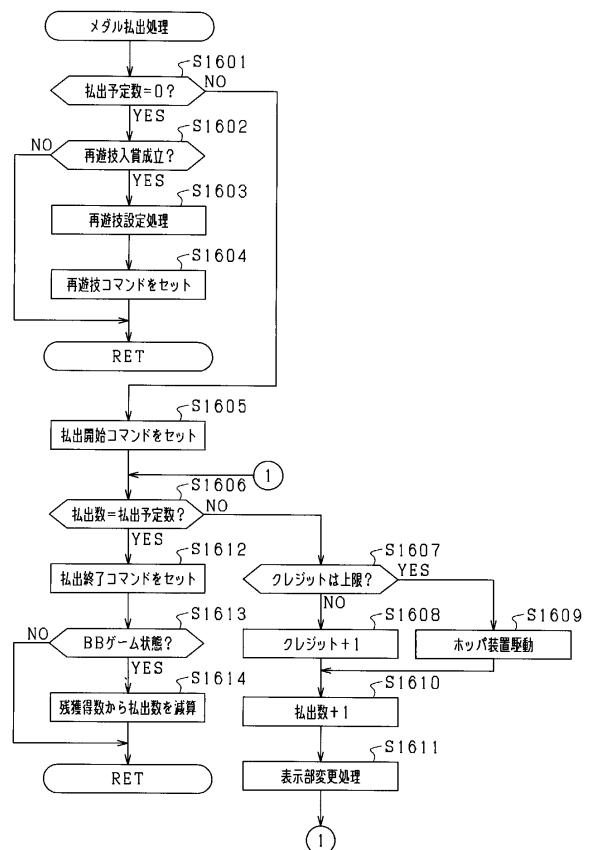 メダル払出処理
S1601
払出予定数=0?
NO
YES
S1602
再遊技入賞成立?
NO
YES
S1603
再遊技設定処理
S1604
再遊技コマンドをセット
RET
S1605
払出開始コマンドをセット
1
S1606
払出数=払出予定数?
NO
YES
S1612
払出終了コマンドをセット
S1607
クレジットは上限?
YES
NO
S1613
BBゲーム状態?
NO
YES
S1608
クレジット+1
S1609
ホッパ装置駆動
S1614
残獲得数から払出数を減算
S1610
払出数+1
RET
S1611
表示部変更処理
1